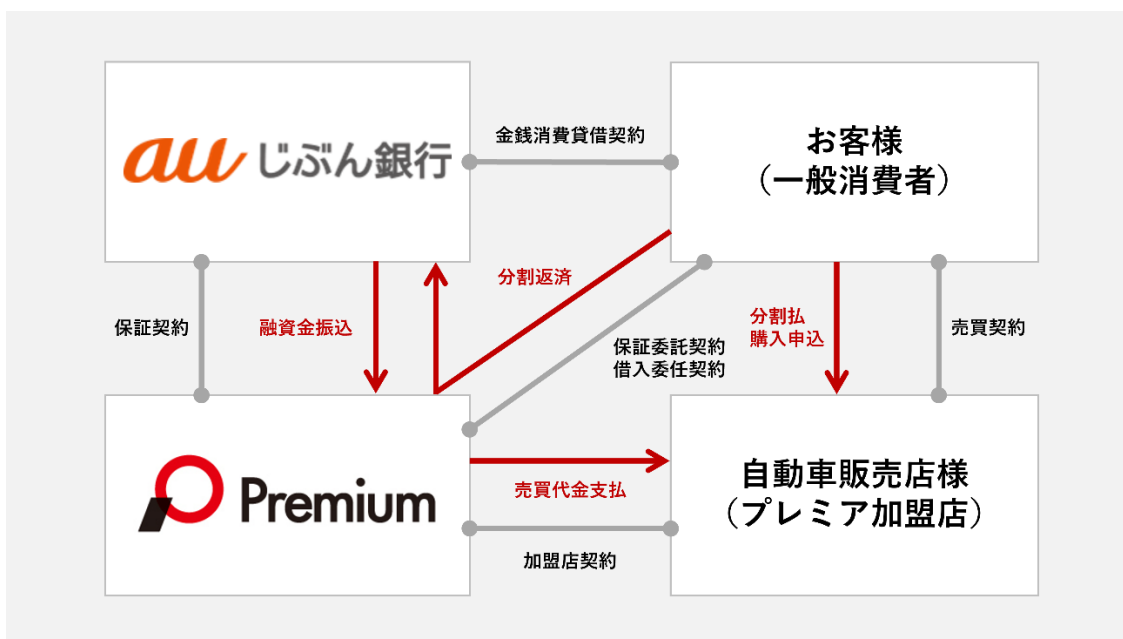 au じぶん銀行
金銭消費貸借契約
お客様
（一般消費者）
保証契約
融資金振込
分割返済
保証委託契約
借入委任契約
分割払
購入申込
売買契約
Premium
売買代金支払
加盟店契約
自動車販売店様
（プレミア加盟店）